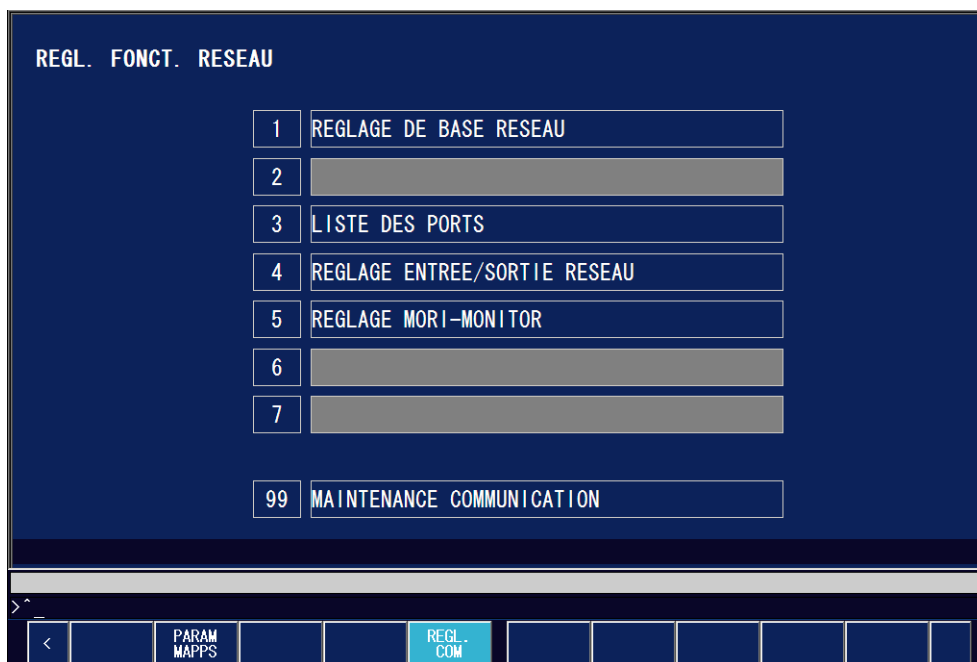 REGL. FONCT. RESEAU
1 REGLAGE DE BASE RESEAU
2
3 LISTE DES PORTS
4 REGLAGE ENTREE/SORTIE RESEAU
5 REGLAGE MORI-MONITOR
6
7
99 MAINTENANCE COMMUNICATION
>^_
< PARAM MAPPS REGL. COM